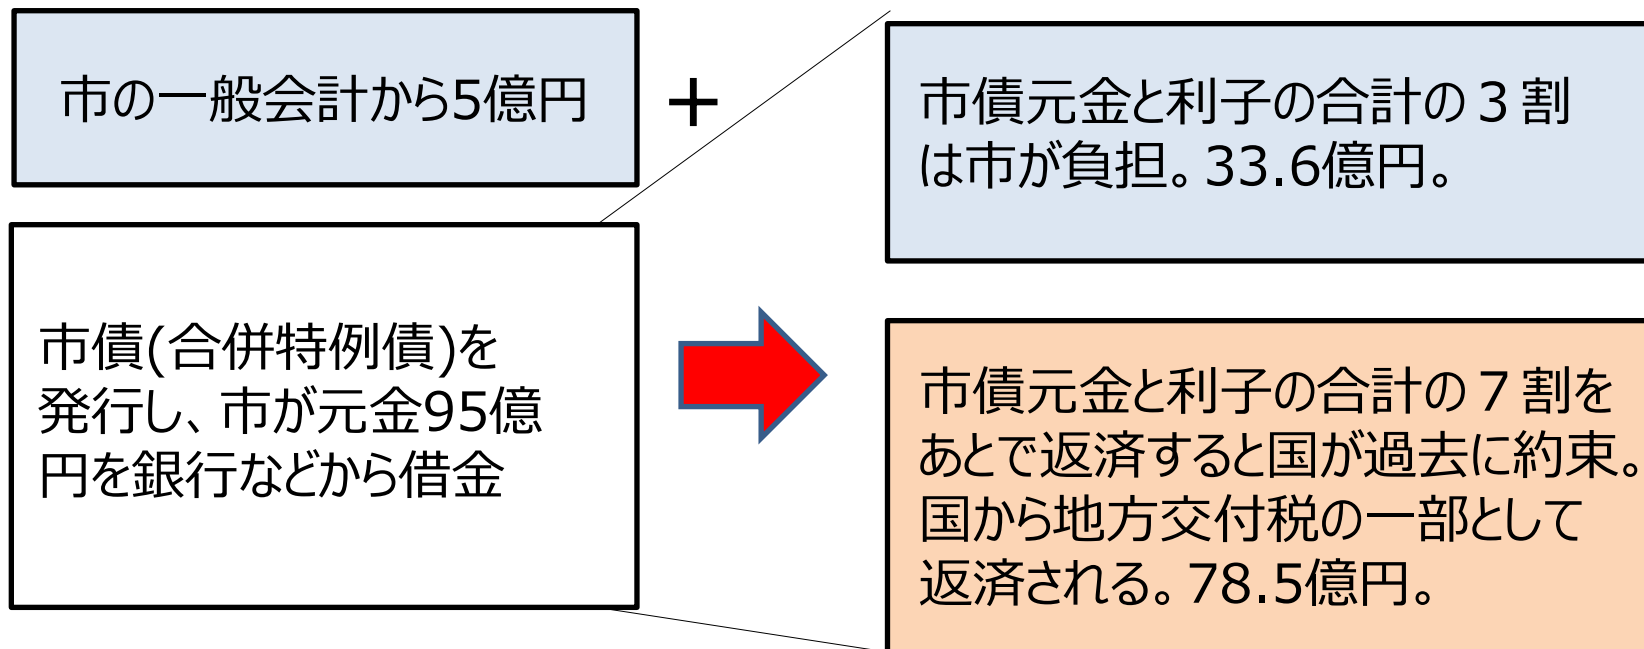 市の一般会計から5億円
+
市債元金と利子の合計の３割
は市が負担。33.6億円。
市債(合併特例債)を
発行し、市が元金95億
円を銀行などから借金
市債元金と利子の合計の７割を
あとで返済すると国が過去に約束。
国から地方交付税の一部として
返済される。78.5億円。